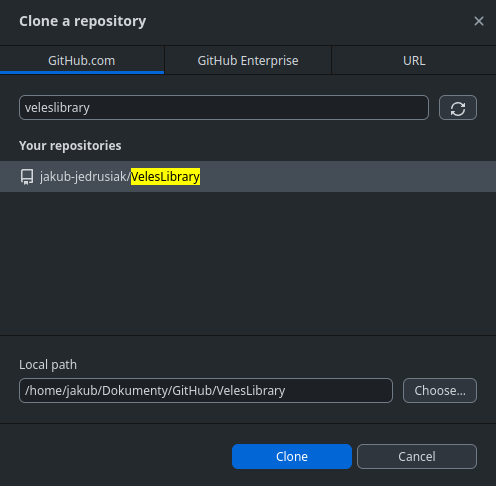 Clone a repository
GitHub.com GitHub Enterprise URL
veleslibrary
Your repositories
jakub-jedrusiak/VelesLibrary
Local path
/home/jakub/Dokumenty/GitHub/VelesLibrary Choose...
Clone Cancel